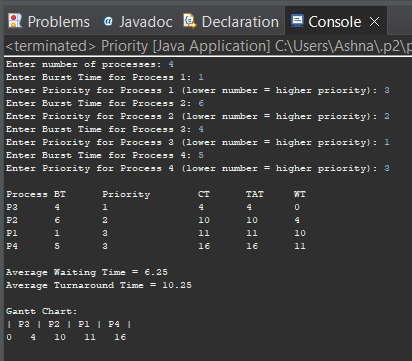 Problems @ Javadoc Declaration Console ×
<terminated> Priority [Java Application] C:\Users\Ashna\.p2\p
Enter number of processes: 4
Enter Burst Time for Process 1: 1
Enter Priority for Process 1 (lower number = higher priority): 3
Enter Burst Time for Process 2: 6
Enter Priority for Process 2 (lower number = higher priority): 2
Enter Burst Time for Process 3: 4
Enter Priority for Process 3 (lower number = higher priority): 1
Enter Burst Time for Process 4: 5
Enter Priority for Process 4 (lower number = higher priority): 3
Process BT Priority CT TAT WT
P3 4 1 4 4 0
P2 6 2 10 10 4
P1 1 3 11 11 10
P4 5 3 16 16 11
Average Waiting Time = 6.25
Average Turnaround Time = 10.25
Gantt Chart:
| P3 | P2 | P1 | P4 |
0 4 10 11 16